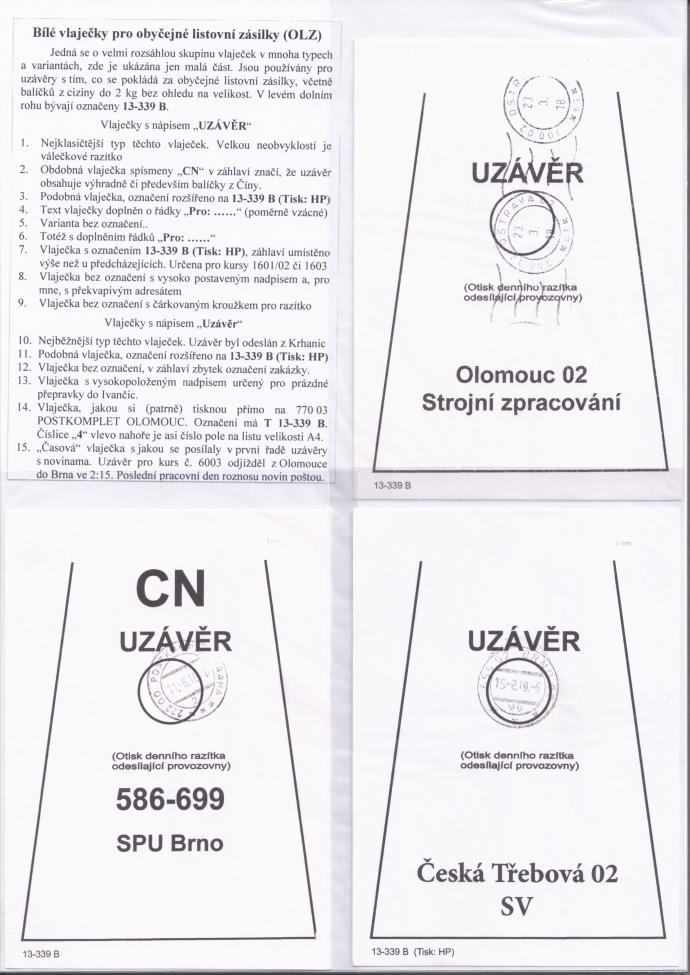 Bílé vlaječky pro obyčejné listovní zásilky (OLZ)
Jedná se o velmi rozsáhlou skupinu vlaječek v mnoha typech
a variantách, zde je ukázána jen malá část. Jsou používány pro
uzávěry s tím, co se pokládá za obyčejné listovní zásilky, včetně
balíčků z ciziny do 2 kg bez ohledu na velikost. V levém dolním
rohu bývají označeny 13-339 B.
Vlaječky s nápisem „UZÁVĚR“
1. Nejklasičtější typ těchto vlaječek. Velkou neobvyklostí je
válečkové razítko
2. Obdobná vlaječka spísmeny „CN“ v záhlaví značí, že uzávěr
obsahuje výhradně či především balíčky z Číny.
3. Podobná vlaječka, označení rozšířeno na 13-339 B (Tisk: HP)
4. Text vlaječky doplněn o řádky „Pro: ......“ (poměrně vzácné)
5. Varianta bez označení..
6. Totéž s doplněním řádků „Pro: ......“
7. Vlaječka s označením 13-339 B (Tisk: HP), záhlaví umístěno
výše než u předcházejících. Určena pro kursy 1601/02 či 1603
8. Vlaječka bez označení s vysoko postaveným nadpisem a, pro
mne, s překvapivým adresátem
9. Vlaječka bez označení s čárkovaným kroužkem pro razítko
Vlaječky s nápisem „Uzávěr“
10. Nejběžnější typ těchto vlaječek. Uzávěr byl odeslán z Krhanic
11. Podobná vlaječka, označení rozšířeno na 13-339 B (Tisk: HP)
12. Vlaječka bez označení, v záhlaví zbytek označení zakázky.
13. Vlaječka s vysokopoloženým nadpisem určený pro prázdné
přepravky do Ivančic.
14. Vlaječka, jakou si (patrně) tisknou přímo na 770 03
POSTKOMPLET OLOMOUC. Označení má T 13-339 B.
Číslice „4“ vlevo nahoře je asi číslo pole na listu velikosti A4.
15. „Časová“ vlaječka s jakou se posílaly v první řadě uzávěry
s novinama. Uzávěr pro kurs č. 6003 odjížděl z Olomouce
do Brna ve 2:15. Poslední pracovní den roznosu novin poštou.
23. 3. 18
UZÁVĚR
OSTRAVA 02
23. 3. 18
(Otisk denního razítka
odesílající provozovny)
Olomouc 02
Strojní zpracování
13-339 B
CN
UZÁVĚR
(Otisk denního razítka
odesílající provozovny)
586-699
SPU Brno
13-339 B
UZÁVĚR
15-2.18.-6
(Otisk denního razítka
odesílající provozovny)
Česká Třebová 02
SV
13-339 B (Tisk: HP)